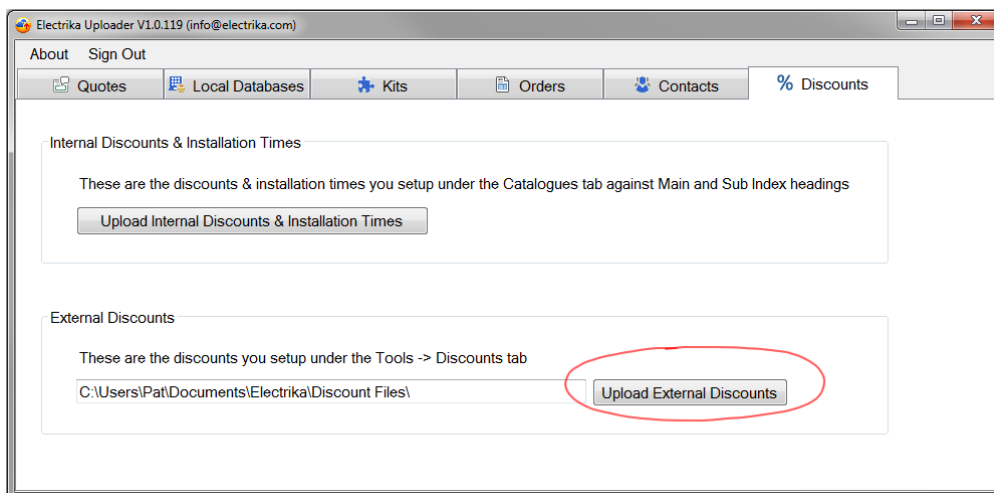 Electrika Uploader V1.0.119 (info@electrika.com)
About Sign Out
Quotes Local Databases Kits Orders Contacts % Discounts
Internal Discounts & Installation Times
These are the discounts & installation times you setup under the Catalogues tab against Main and Sub Index headings
Upload Internal Discounts & Installation Times
External Discounts
These are the discounts you setup under the Tools -> Discounts tab
C:\Users\Pat\Documents\Electrika\Discount Files\ Upload External Discounts